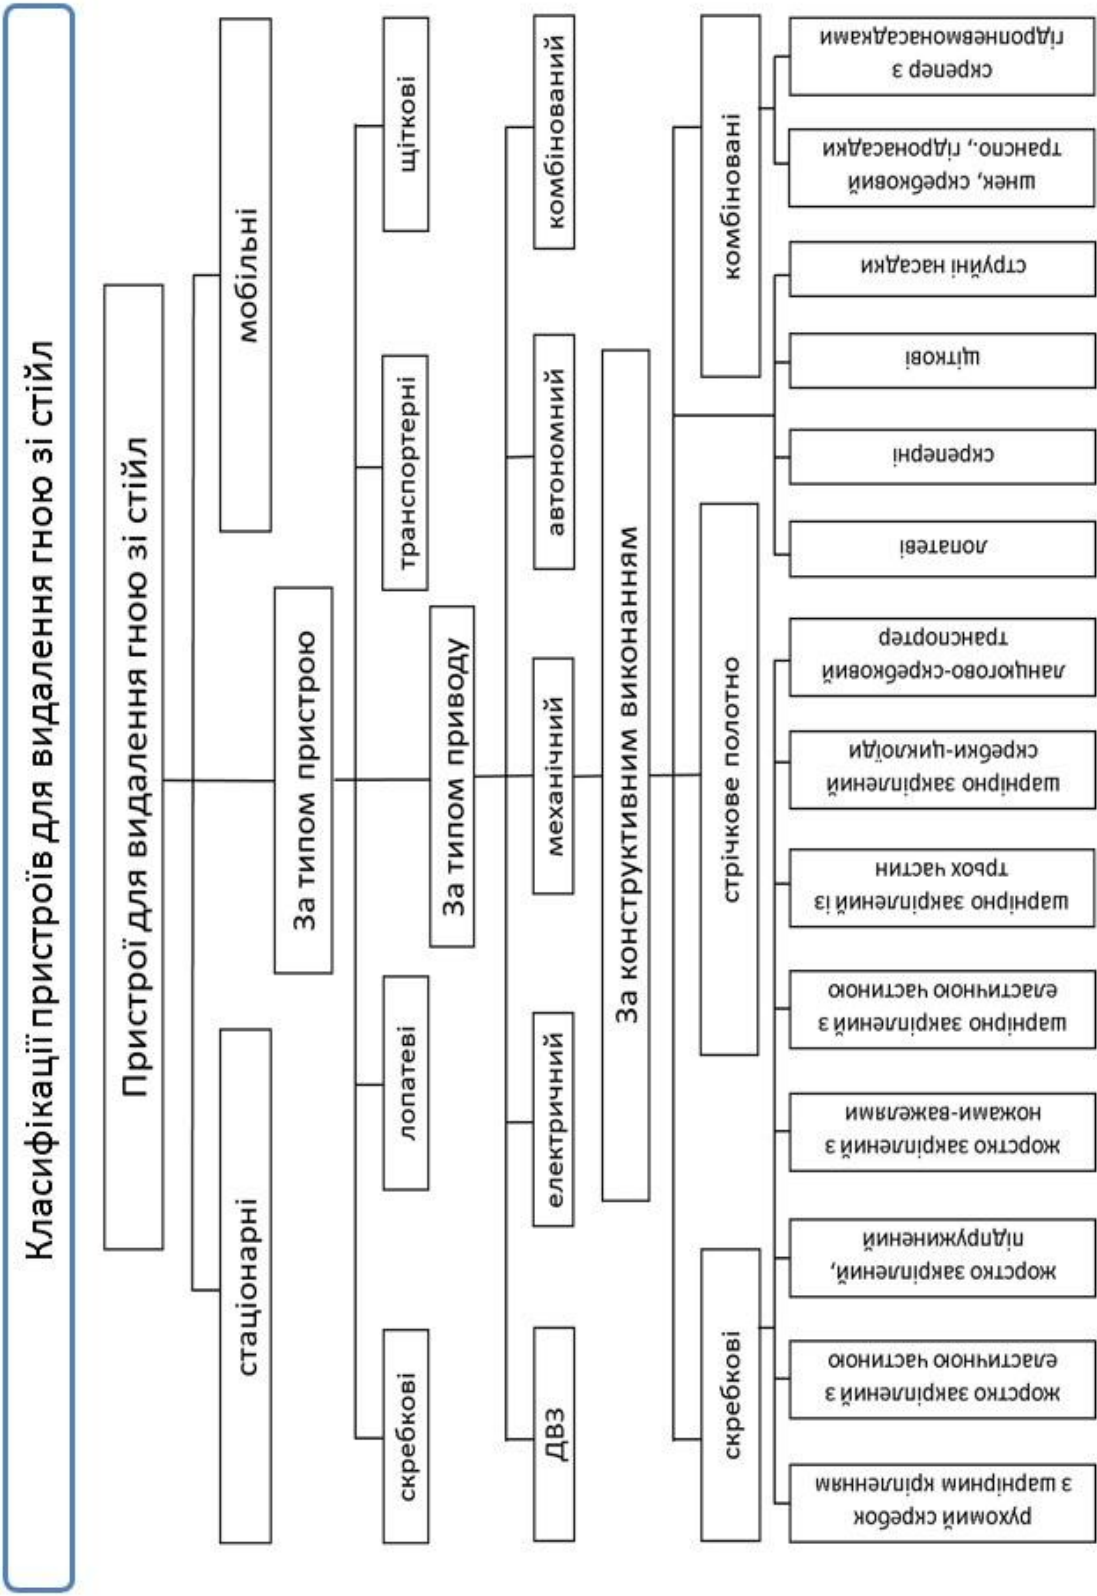 Класифікації пристроїв для видалення гною зі стійл
Пристрої для видалення гною зі стійл
стаціонарні
мобільні
За типом пристрою
скребкові
лопатеві
транспортерні
щіткові
За типом приводу
ДВЗ
електричний
механічний
автономний
комбінований
За конструктивним виконанням
скребкові
стрічкове полотно
комбіновані
рухомий скребок
з шарнірним кріпленням
жорстко закріплений з
еластичною частиною
жорстко закріплений,
підпружинений
жорстко закріплений з
ножами-важелями
шарнірно закріплений з
еластичною частиною
шарнірно закріплений із
трьох частин
шарнірно закріплений
скребки-циклоїди
ланцюгово-скребковий
транспортер
лопатеві
скреперні
щіткові
струйні насадки
шнек, скребковий
транспо., гідронасадки
скрепер з
гідропневмонасадками